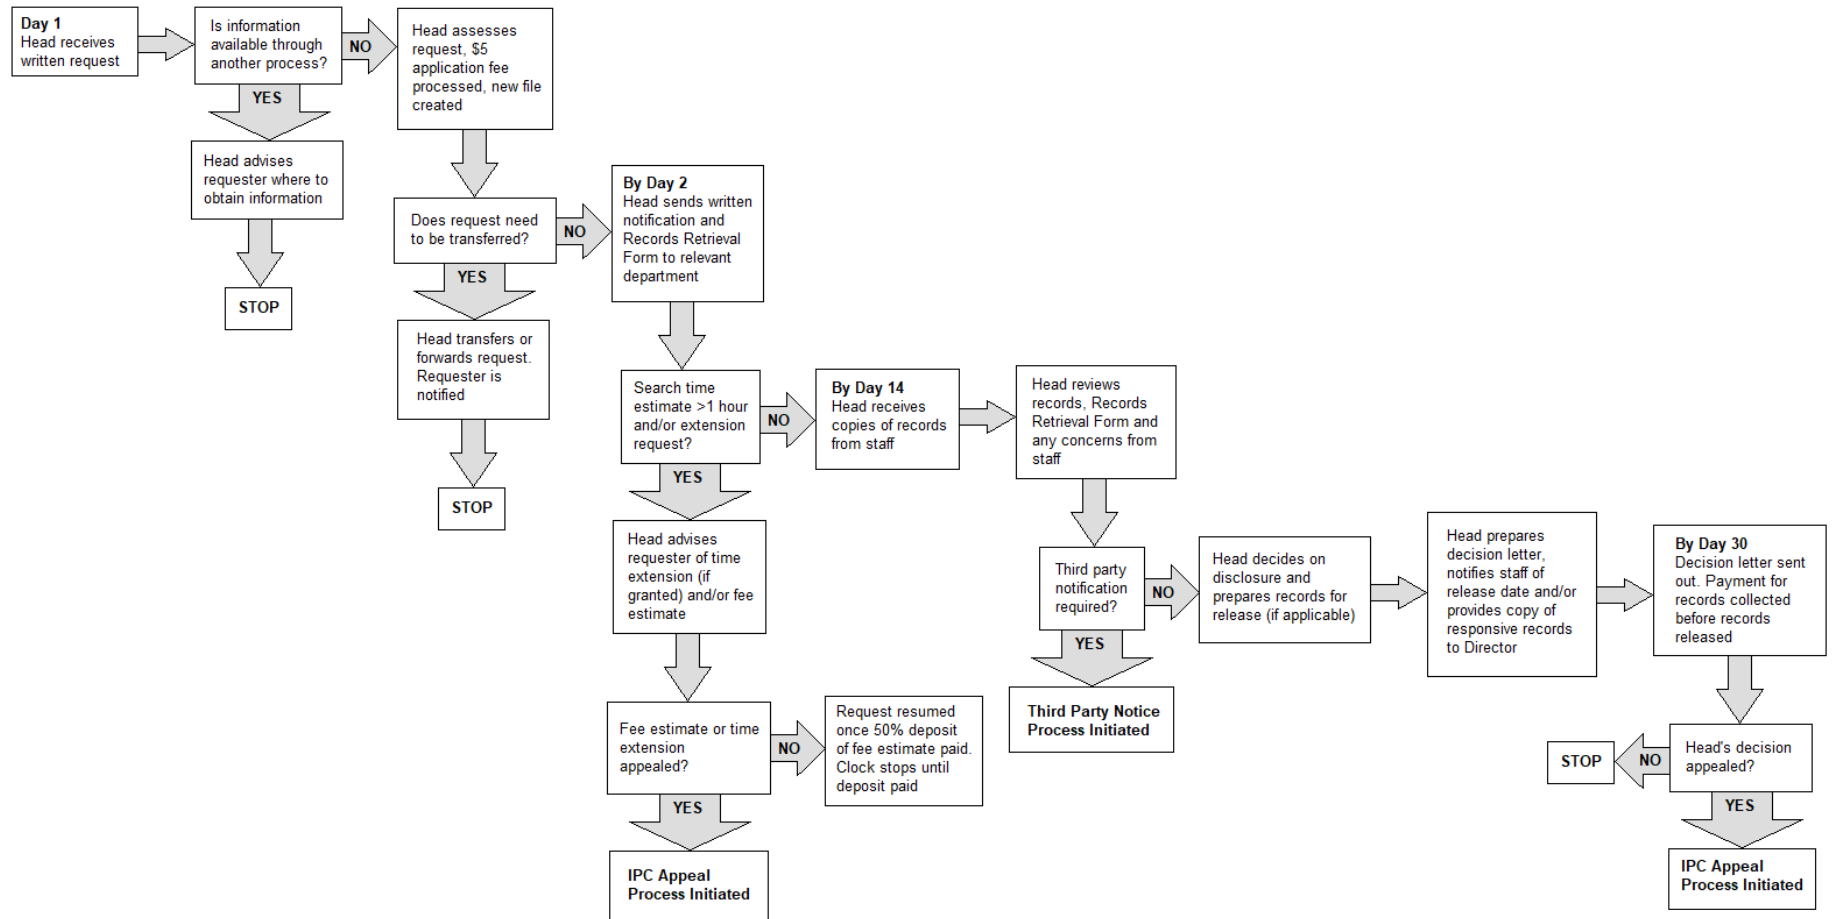 Day 1
Head receives
written request
Is information
available through
another process?
NO
Head assesses
request, $5
application fee
processed, new file
created
YES
Head advises
requester where to
obtain information
STOP
Does request need
to be transferred?
NO
By Day 2
Head sends written
notification and
Records Retrieval
Form to relevant
department
YES
Head transfers or
forwards request.
Requester is
notified
STOP
Search time
estimate >1 hour
and/or extension
request?
NO
By Day 14
Head receives
copies of records
from staff
Head reviews
records, Records
Retrieval Form and
any concerns from
staff
YES
Head advises
requester of time
extension (if
granted) and/or fee
estimate
Third party
notification
required?
NO
Head decides on
disclosure and
prepares records for
release (if applicable)
Head prepares
decision letter,
notifies staff of
release date and/or
provides copy of
responsive records
to Director
By Day 30
Decision letter sent
out. Payment for
records collected
before records
released
YES
Third Party Notice
Process Initiated
Fee estimate or time
extension
appealed?
NO
Request resumed
once 50% deposit
of fee estimate paid.
Clock stops until
deposit paid
YES
IPC Appeal
Process Initiated
Head's decision
appealed?
NO
STOP
YES
IPC Appeal
Process Initiated